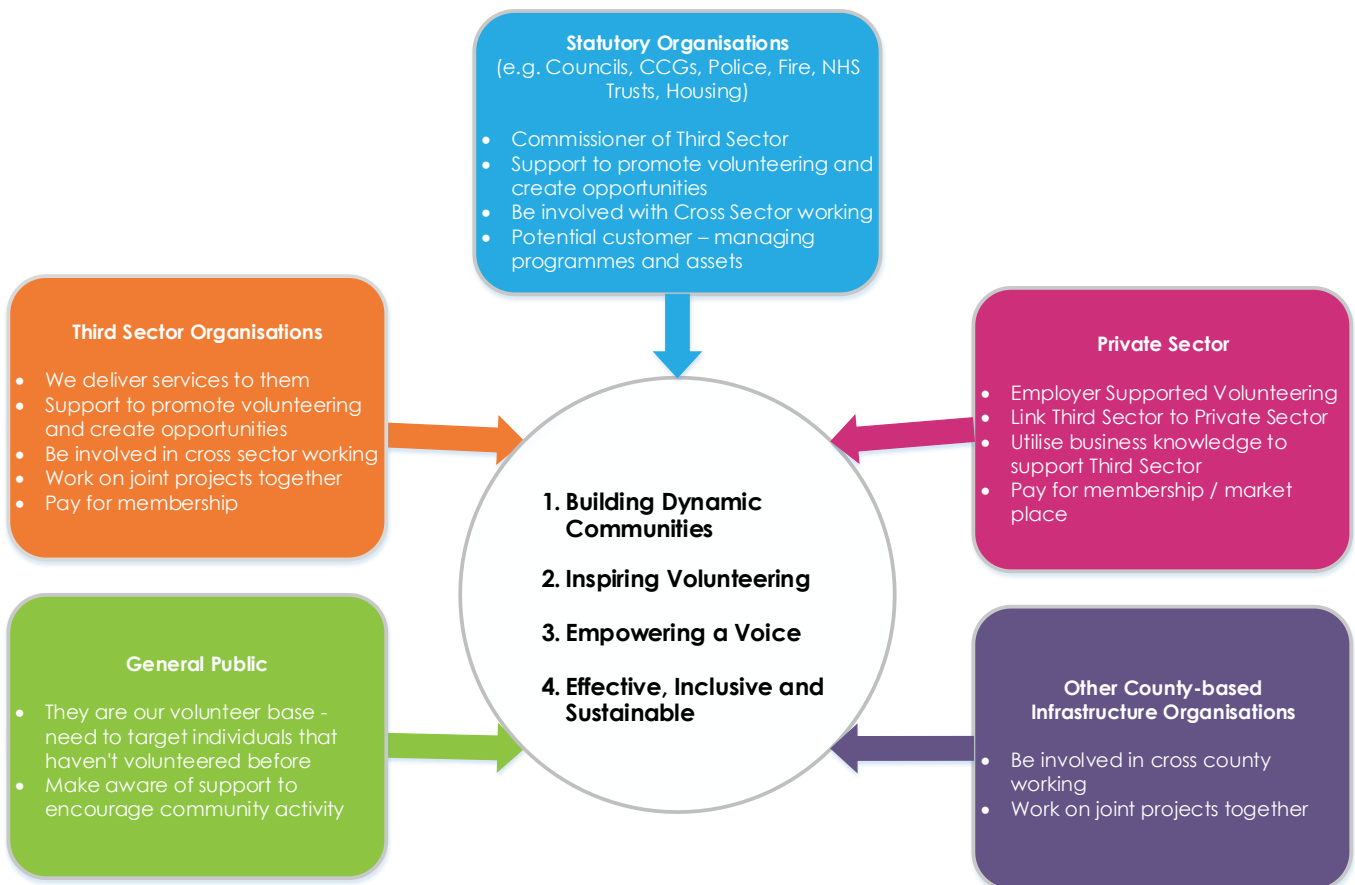 Statutory Organisations
(e.g. Councils, CCGs, Police, Fire, NHS
Trusts, Housing)
• Commissioner of Third Sector
• Support to promote volunteering and
create opportunities
• Be involved with Cross Sector working
• Potential customer – managing
programmes and assets
Third Sector Organisations
• We deliver services to them
• Support to promote volunteering
and create opportunities
• Be involved in cross sector working
• Work on joint projects together
• Pay for membership
Private Sector
• Employer Supported Volunteering
• Link Third Sector to Private Sector
• Utilise business knowledge to
support Third Sector
• Pay for membership / market
place
1. Building Dynamic
Communities
2. Inspiring Volunteering
3. Empowering a Voice
4. Effective, Inclusive and
Sustainable
General Public
• They are our volunteer base -
need to target individuals that
haven't volunteered before
• Make aware of support to
encourage community activity
Other County-based
Infrastructure Organisations
• Be involved in cross county
working
• Work on joint projects together